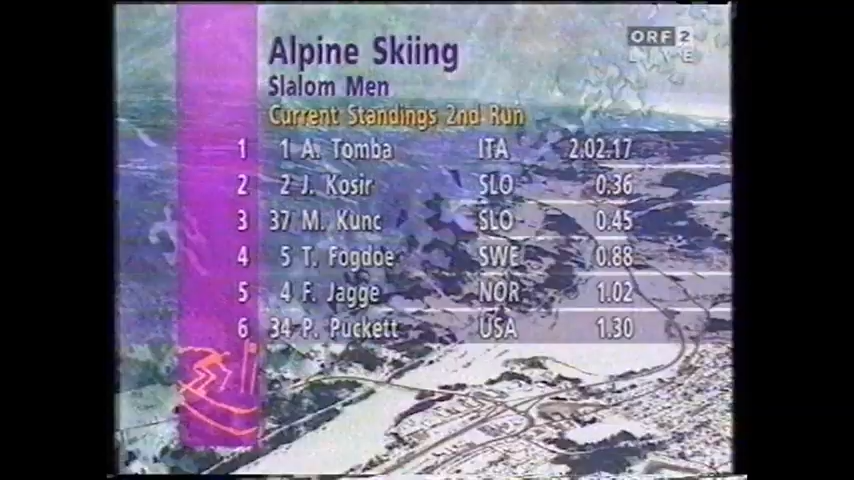 ORF 2
LIVE
Alpine Skiing
Slalom Men
Current Standings 2nd Run
1 1 A. Tomba ITA 2.02.17
2 2 J. Kosir SLO 0.36
3 37 M. Kunc SLO 0.45
4 5 T. Fogdoe SWE 0.88
5 4 F. Jagge NOR 1.02
6 34 P. Puckett USA 1.30